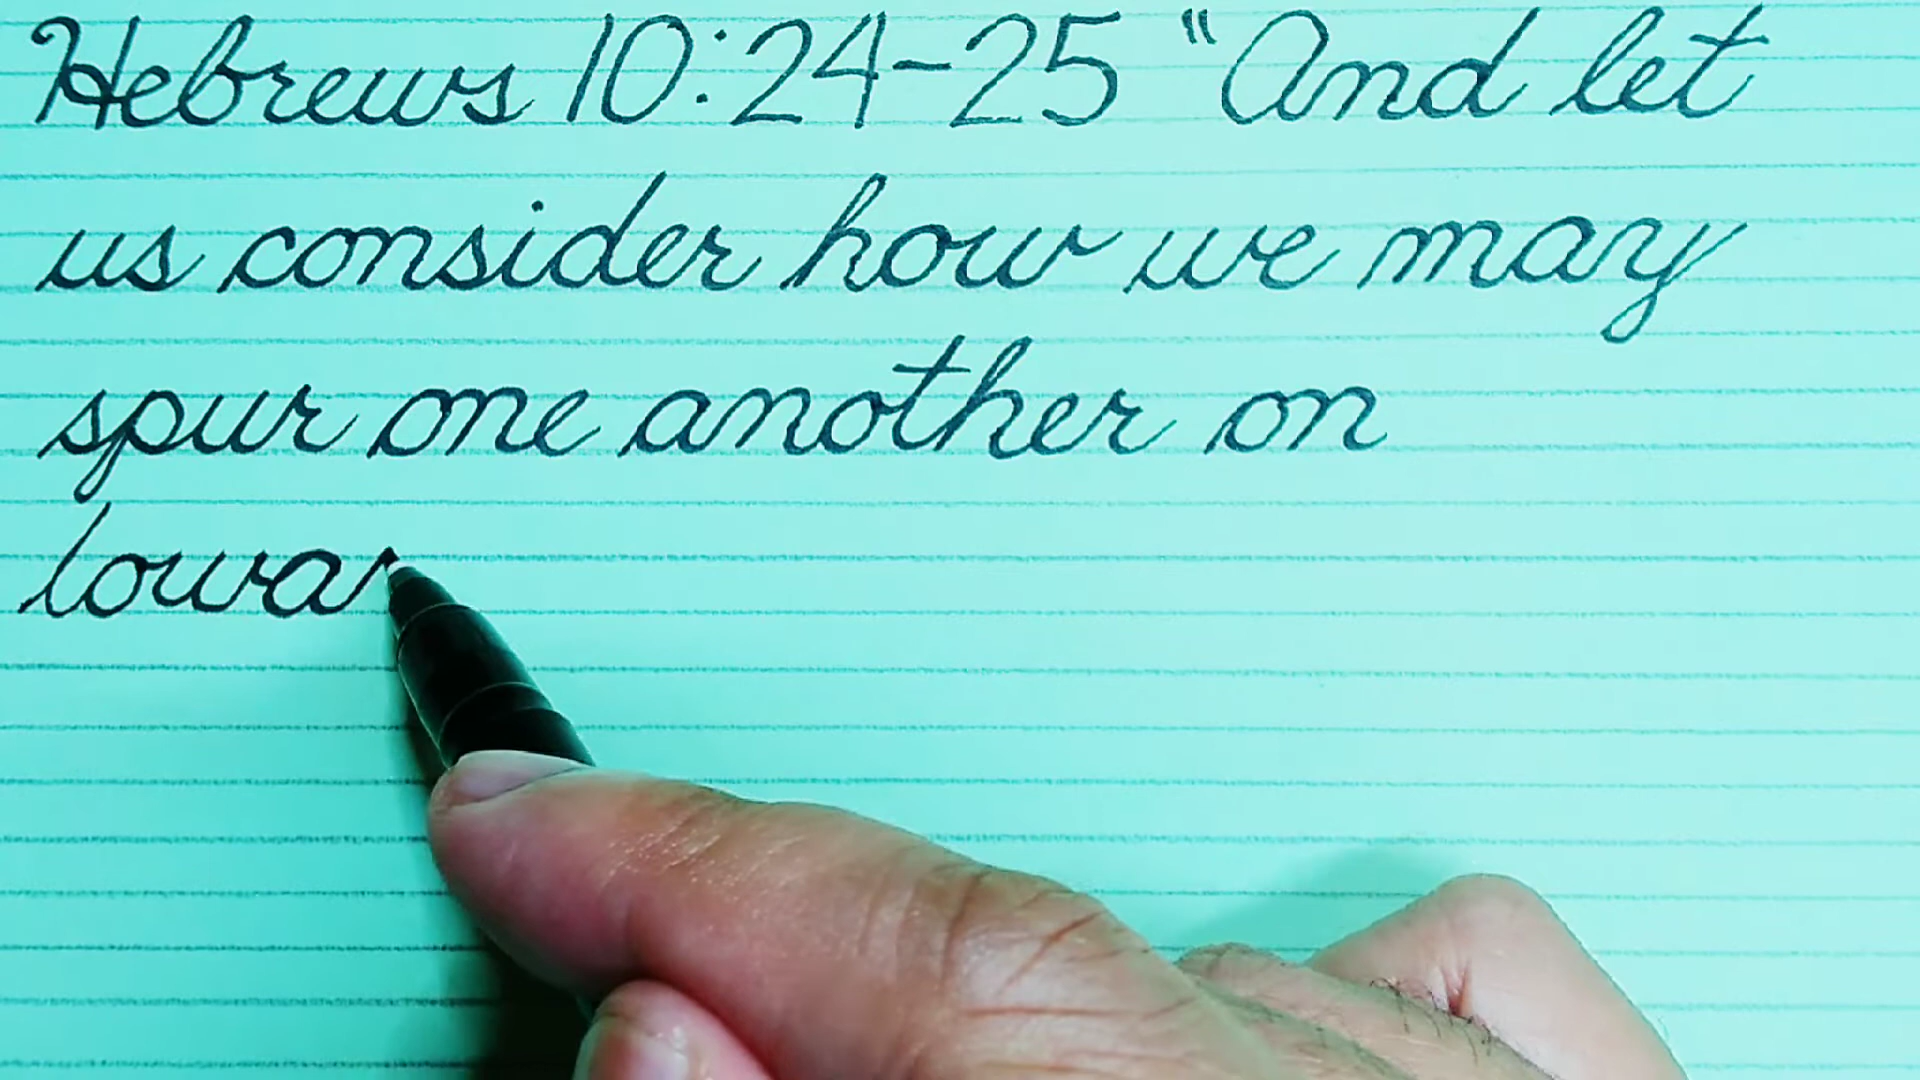 Hebrews 10:24-25 "And let
us consider how we may
spur one another on
towar